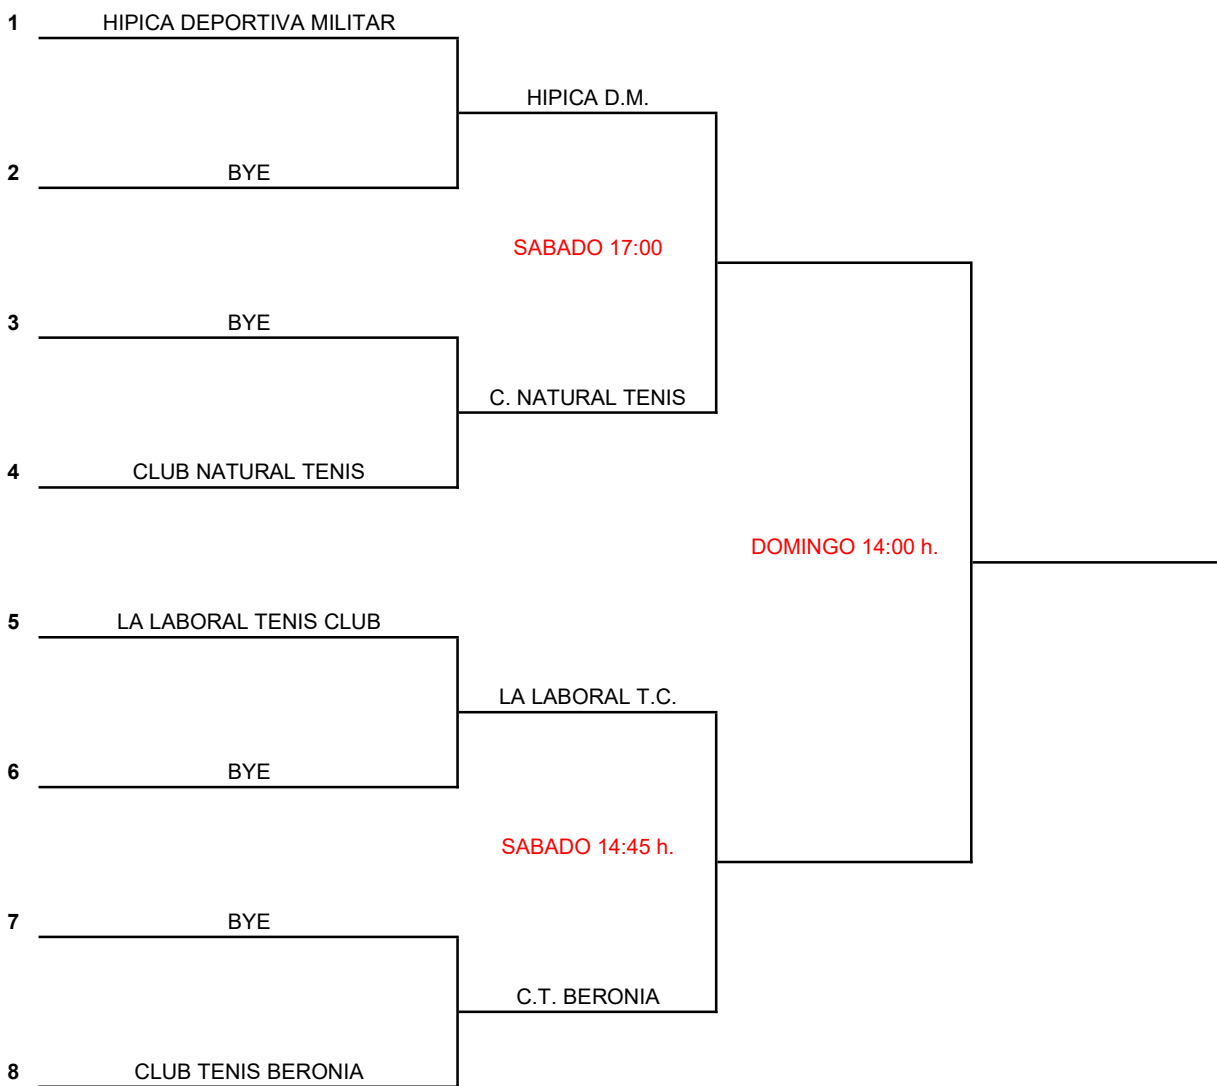 1 HIPICA DEPORTIVA MILITAR
HIPICA D.M.
2 BYE
SABADO 17:00
3 BYE
C. NATURAL TENIS
4 CLUB NATURAL TENIS
DOMINGO 14:00 h.
5 LA LABORAL TENIS CLUB
LA LABORAL T.C.
6 BYE
SABADO 14:45 h.
7 BYE
C.T. BERONIA
8 CLUB TENIS BERONIA